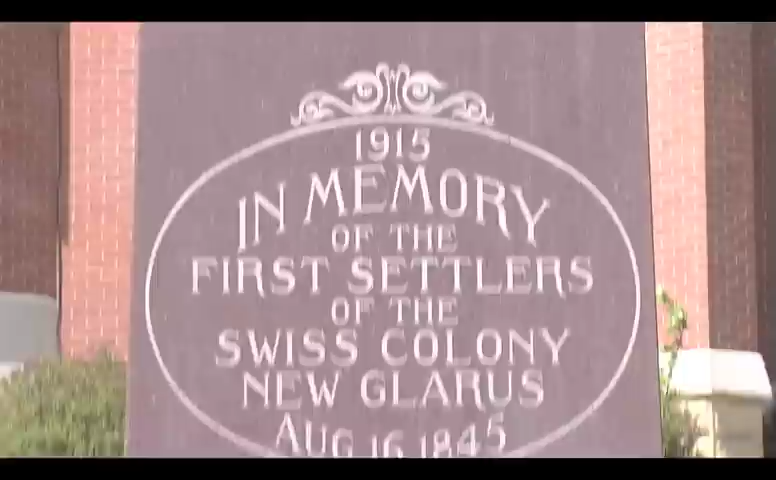 1915
IN MEMORY
OF THE
FIRST SETTLERS
OF THE
SWISS COLONY
NEW GLARUS
AUG 16 1845